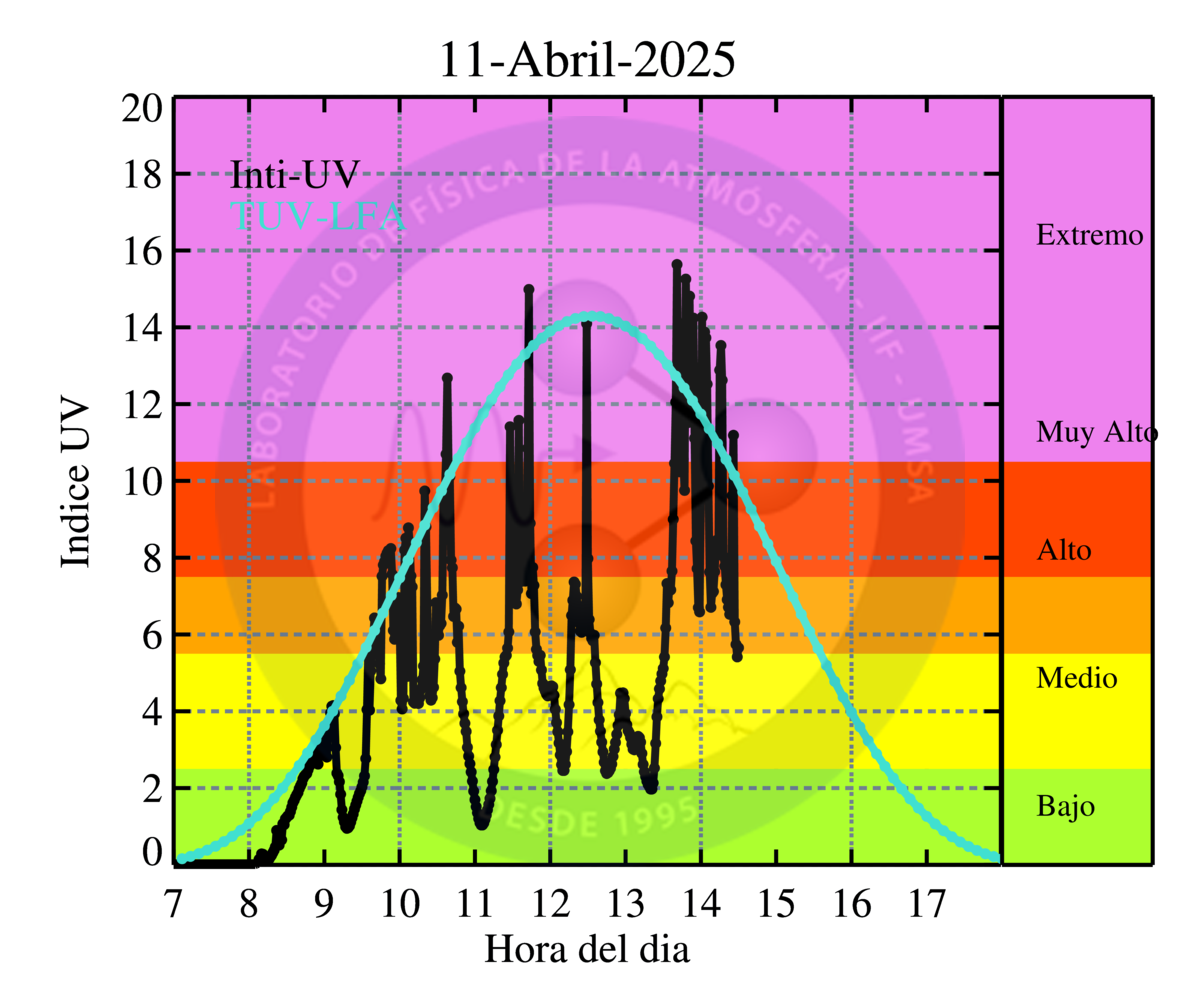 11-Abril-2025
20
18
16
14
12
10
8
6
4
2
0
Indice UV
Inti-UV
TUV-LFA
LABORATORIO DE FÍSICA DE LA ATMÓSFERA - IIF - UMSA
DESDE 1995
Extremo
Muy Alto
Alto
Medio
Bajo
7 8 9 10 11 12 13 14 15 16 17
Hora del dia